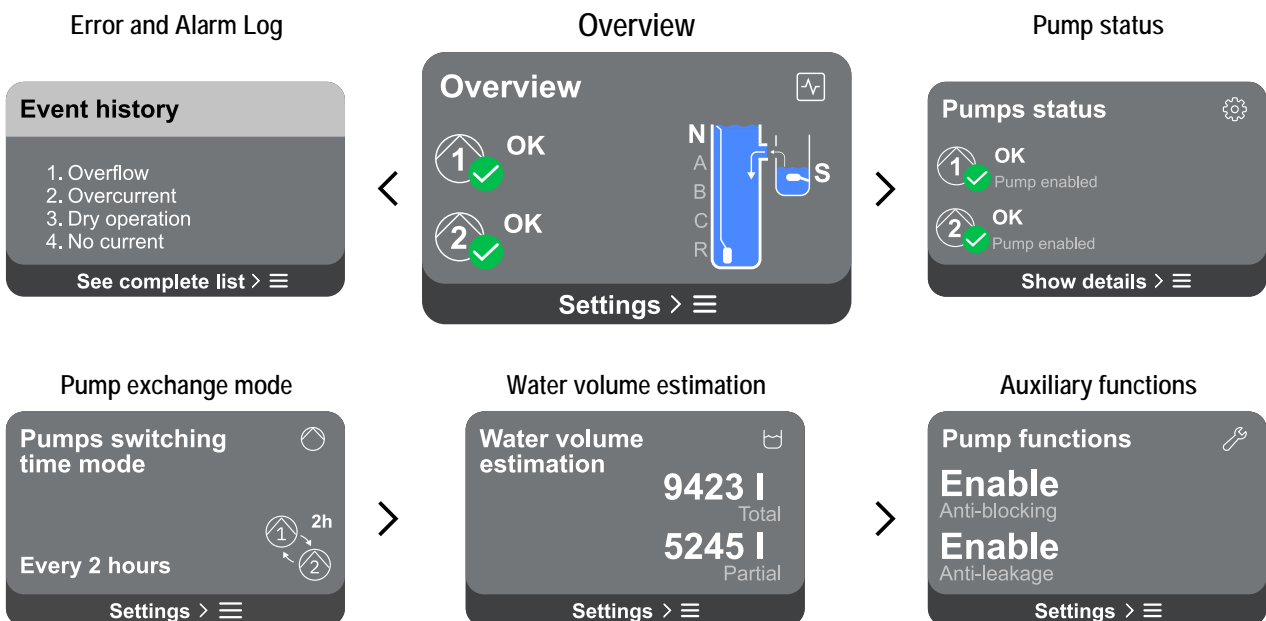 Error and Alarm Log
Overview
Pump status
Event history
1. Overflow
2. Overcurrent
3. Dry operation
4. No current
See complete list > ☰
Overview
1 OK
2 OK
N
A
B
C
R
S
Settings > ☰
Pumps status
1 OK
Pump enabled
2 OK
Pump enabled
Show details > ☰
Pump exchange mode
Water volume estimation
Auxiliary functions
Pumps switching
time mode
2h
1
2
Every 2 hours
Settings > ☰
Water volume
estimation
9423 l
Total
5245 l
Partial
Settings > ☰
Pump functions
Enable
Anti-blocking
Enable
Anti-leakage
Settings > ☰